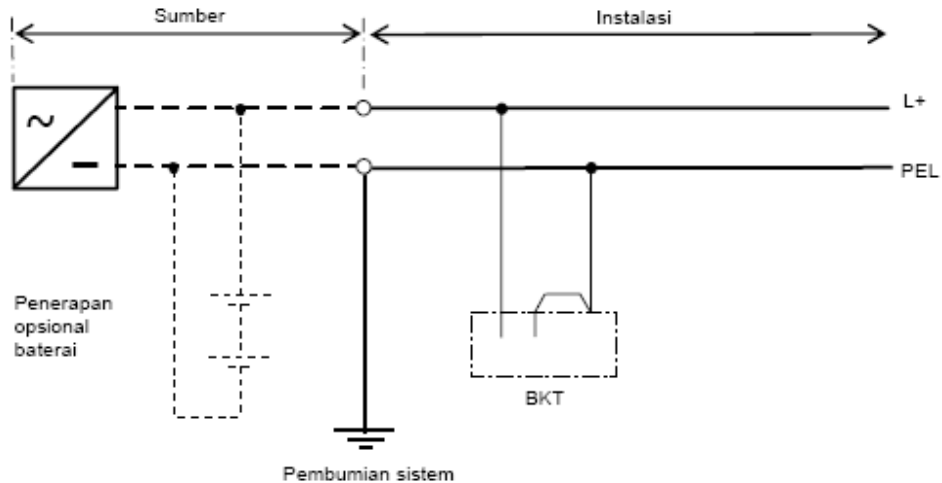 Sumber
Instalasi
L+
PEL
Penerapan
opsional
baterai
BKT
Pembumian sistem